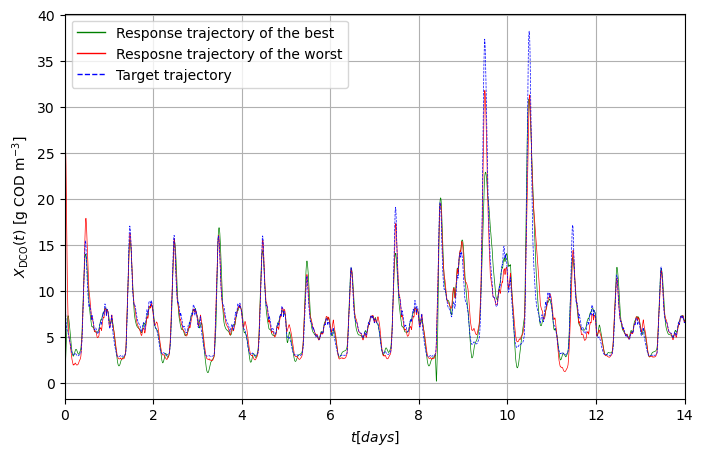 40
35
30
25
20
15
10
5
0
X_DCO(t) [g COD m⁻³]
Response trajectory of the best
Resposne trajectory of the worst
Target trajectory
0 2 4 6 8 10 12 14
t[days]